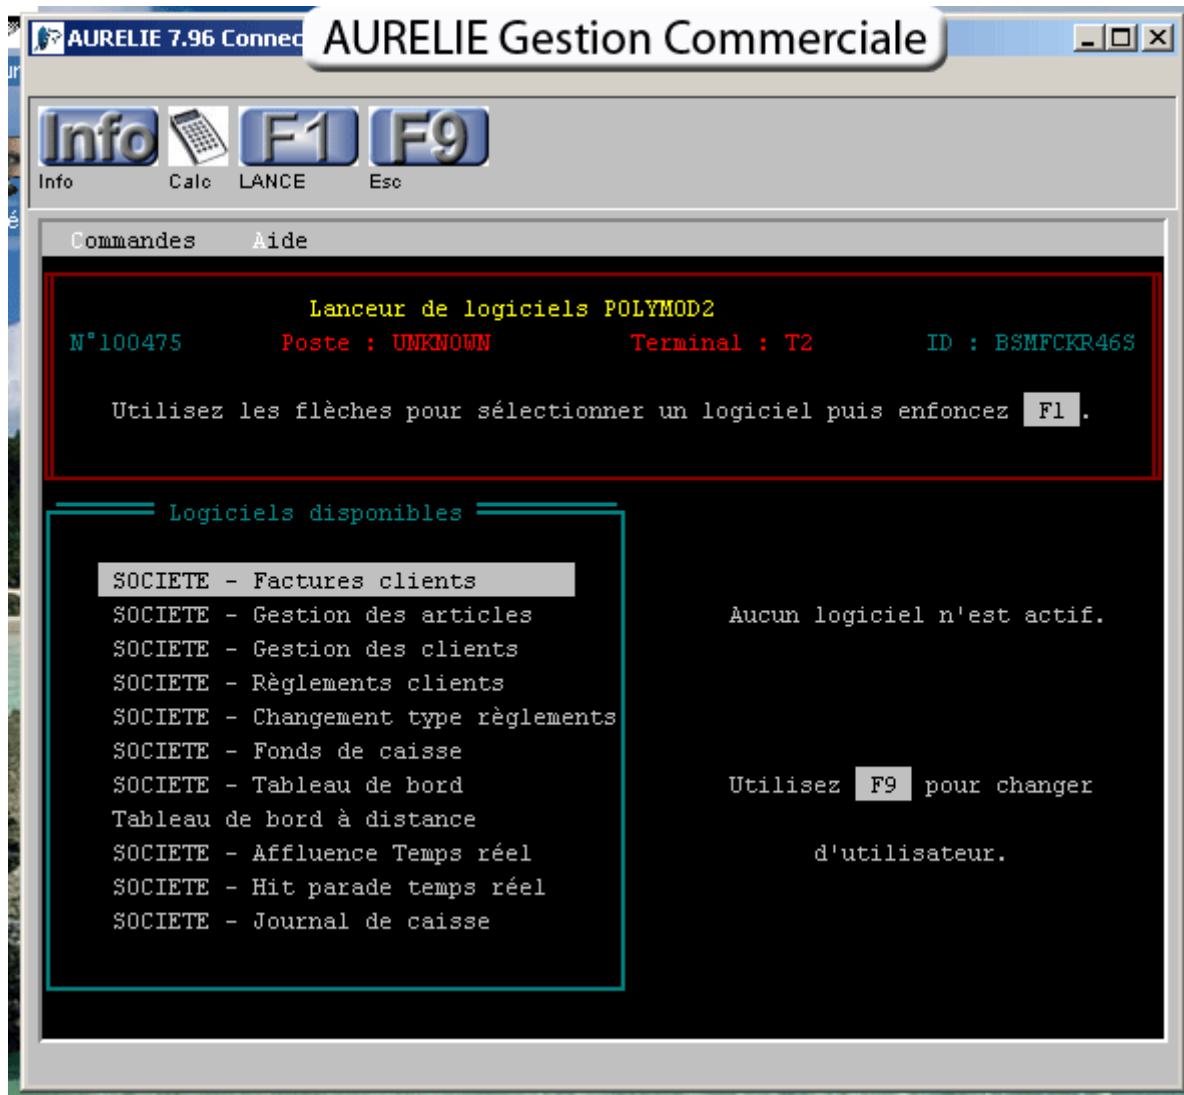 AURELIE 7.96 Connec
AURELIE Gestion Commerciale
Info F1 F9
Info Calc LANCE Esc
Commandes Aide
Lanceur de logiciels POLYMOD2
N°100475 Poste : UNKNOWN Terminal : T2 ID : BSMFCKR46S
Utilisez les flèches pour sélectionner un logiciel puis enfoncez F1 .
Logiciels disponibles
SOCIETE - Factures clients
SOCIETE - Gestion des articles
SOCIETE - Gestion des clients
SOCIETE - Règlements clients
SOCIETE - Changement type règlements
SOCIETE - Fonds de caisse
SOCIETE - Tableau de bord
Tableau de bord à distance
SOCIETE - Affluence Temps réel
SOCIETE - Hit parade temps réel
SOCIETE - Journal de caisse
Aucun logiciel n'est actif.
Utilisez F9 pour changer
d'utilisateur.